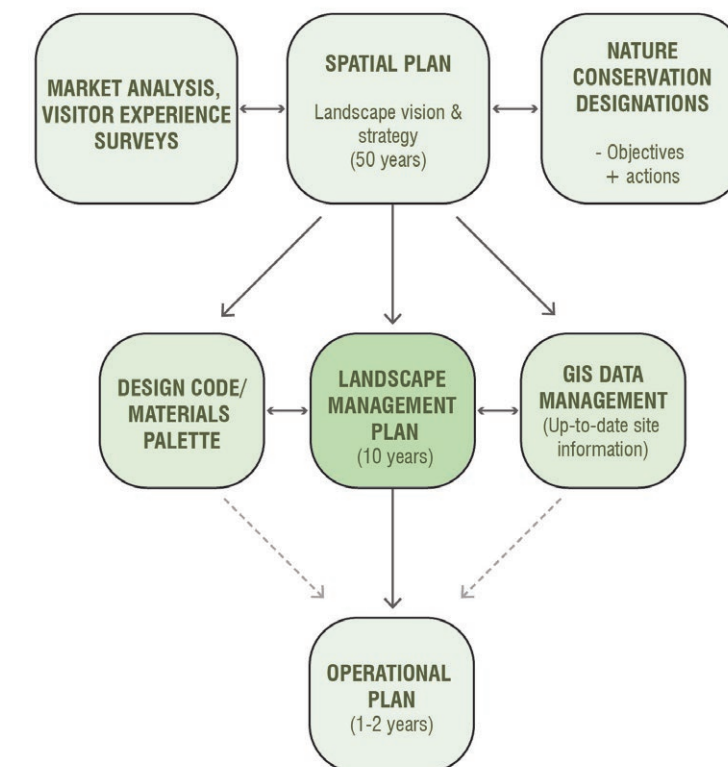 MARKET ANALYSIS,
VISITOR EXPERIENCE
SURVEYS
SPATIAL PLAN
Landscape vision &
strategy
(50 years)
NATURE
CONSERVATION
DESIGNATIONS
- Objectives
+ actions
DESIGN CODE/
MATERIALS
PALETTE
LANDSCAPE
MANAGEMENT
PLAN
(10 years)
GIS DATA
MANAGEMENT
(Up-to-date site
information)
OPERATIONAL
PLAN
(1-2 years)